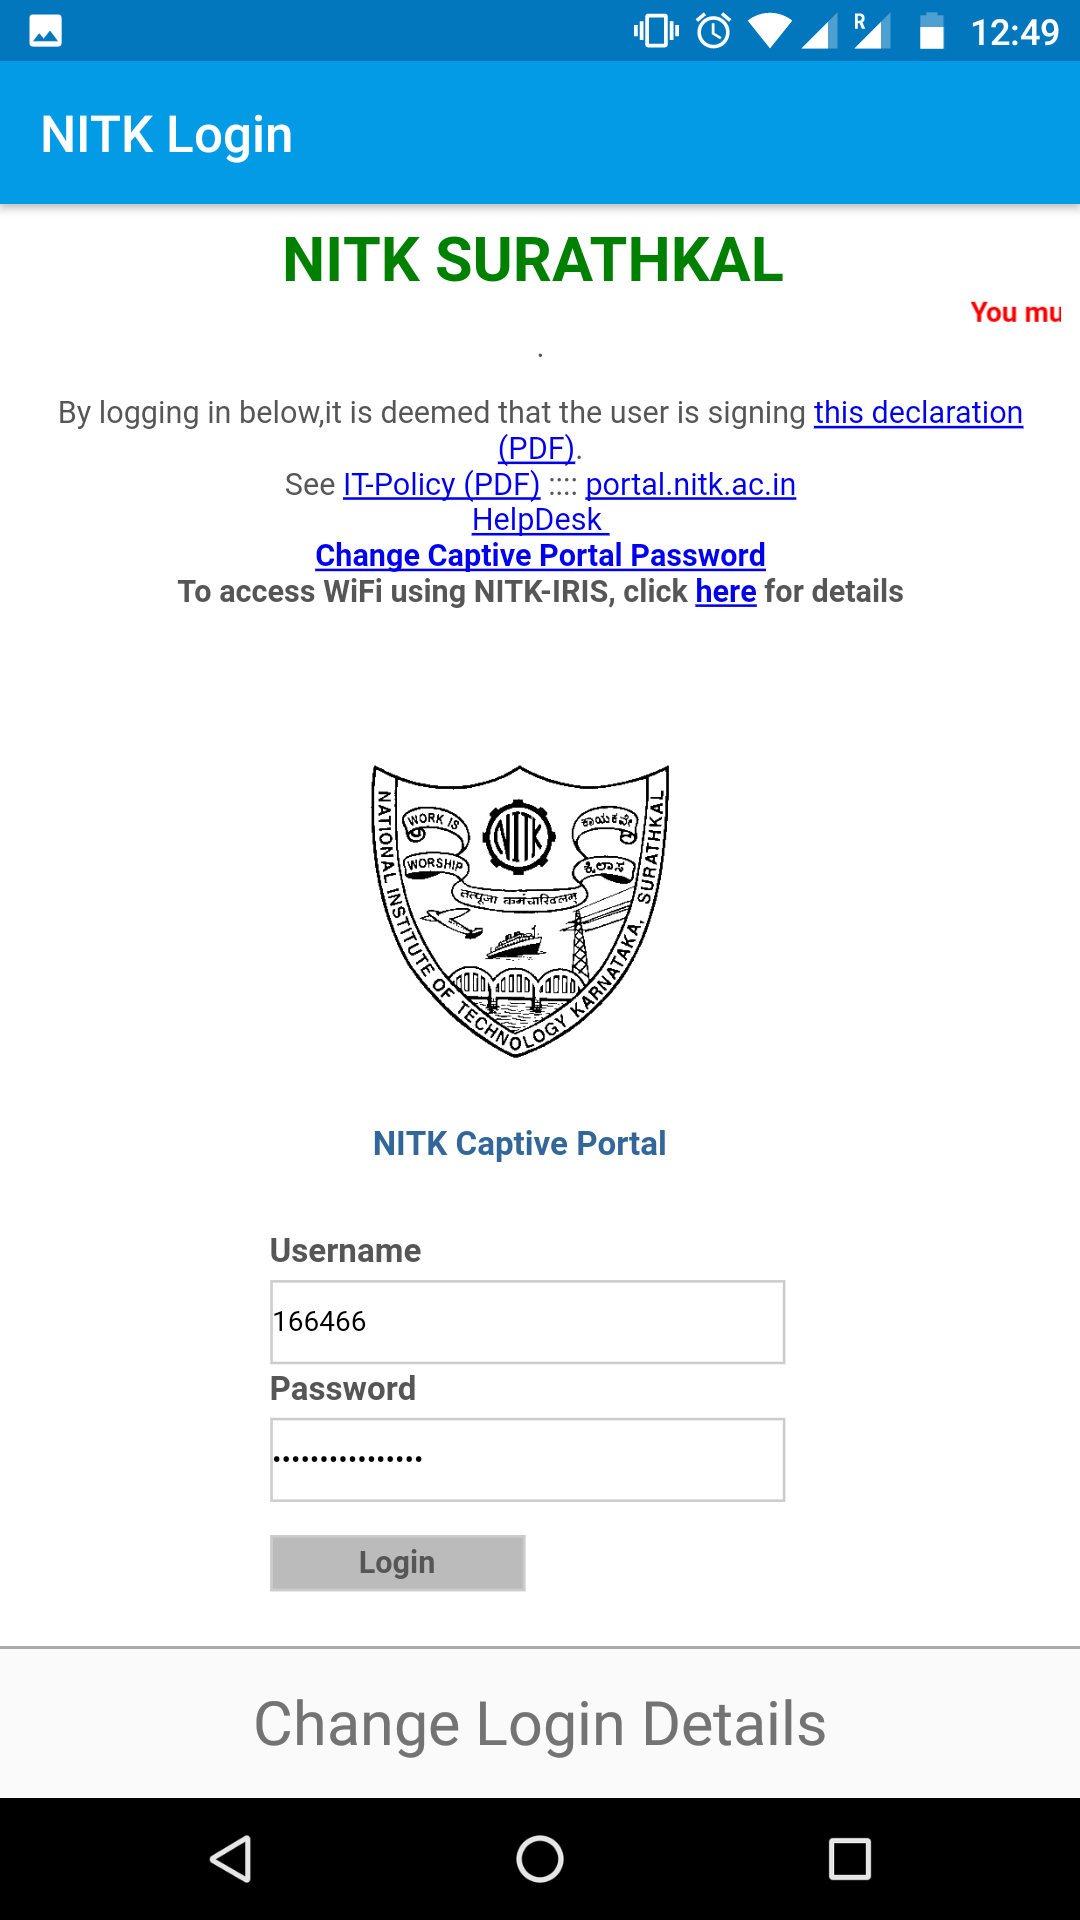 R 12:49
NITK Login
NITK SURATHKAL
You mu
.
By logging in below,it is deemed that the user is signing this declaration
(PDF).
See IT-Policy (PDF) :::: portal.nitk.ac.in
HelpDesk
Change Captive Portal Password
To access WiFi using NITK-IRIS, click here for details
NATIONAL INSTITUTE OF TECHNOLOGY KARNATAKA, SURATHKAL
WORK IS
WORSHIP
NITK
ಕಾಯಕವೇ
ಕೈಲಾಸ
NITK Captive Portal
Username
166466
Password
••••••••••••••••
Login
Change Login Details